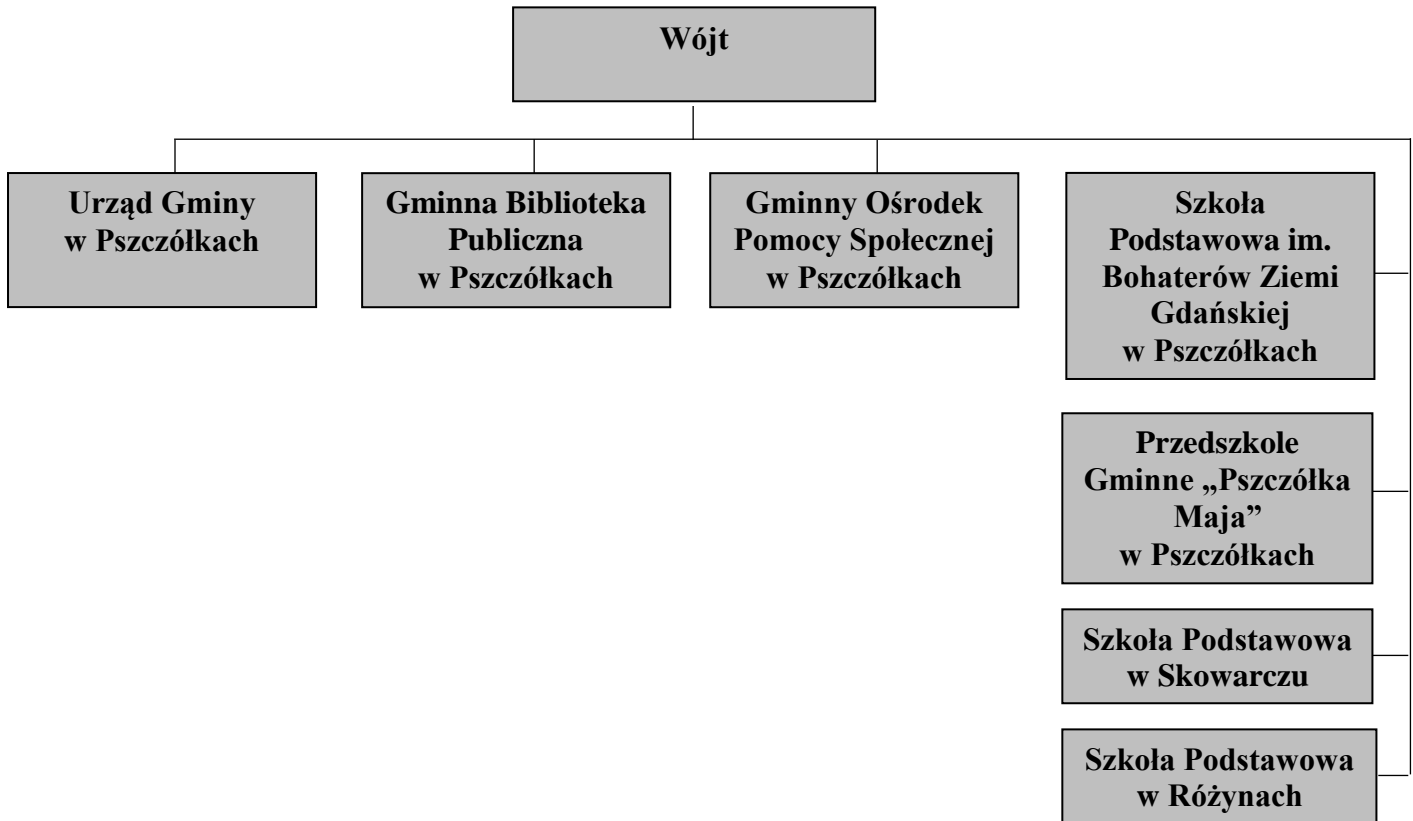 Wójt
Urząd Gminy
w Pszczółkach
Gminna Biblioteka
Publiczna
w Pszczółkach
Gminny Ośrodek
Pomocy Społecznej
w Pszczółkach
Szkoła
Podstawowa im.
Bohaterów Ziemi
Gdańskiej
w Pszczółkach
Przedszkole
Gminne „Pszczółka
Maja”
w Pszczółkach
Szkoła Podstawowa
w Skowarczu
Szkoła Podstawowa
w Różynach